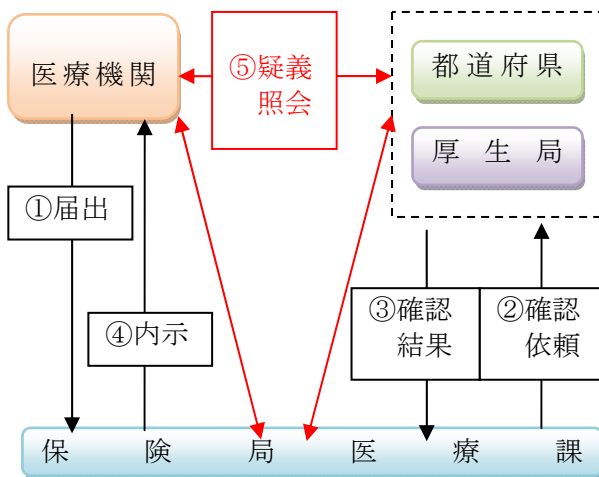 医療機関
⑤疑義
照会
都道府県
厚生局
①届出
④内示
③確認
結果
②確認
依頼
保険局医療課